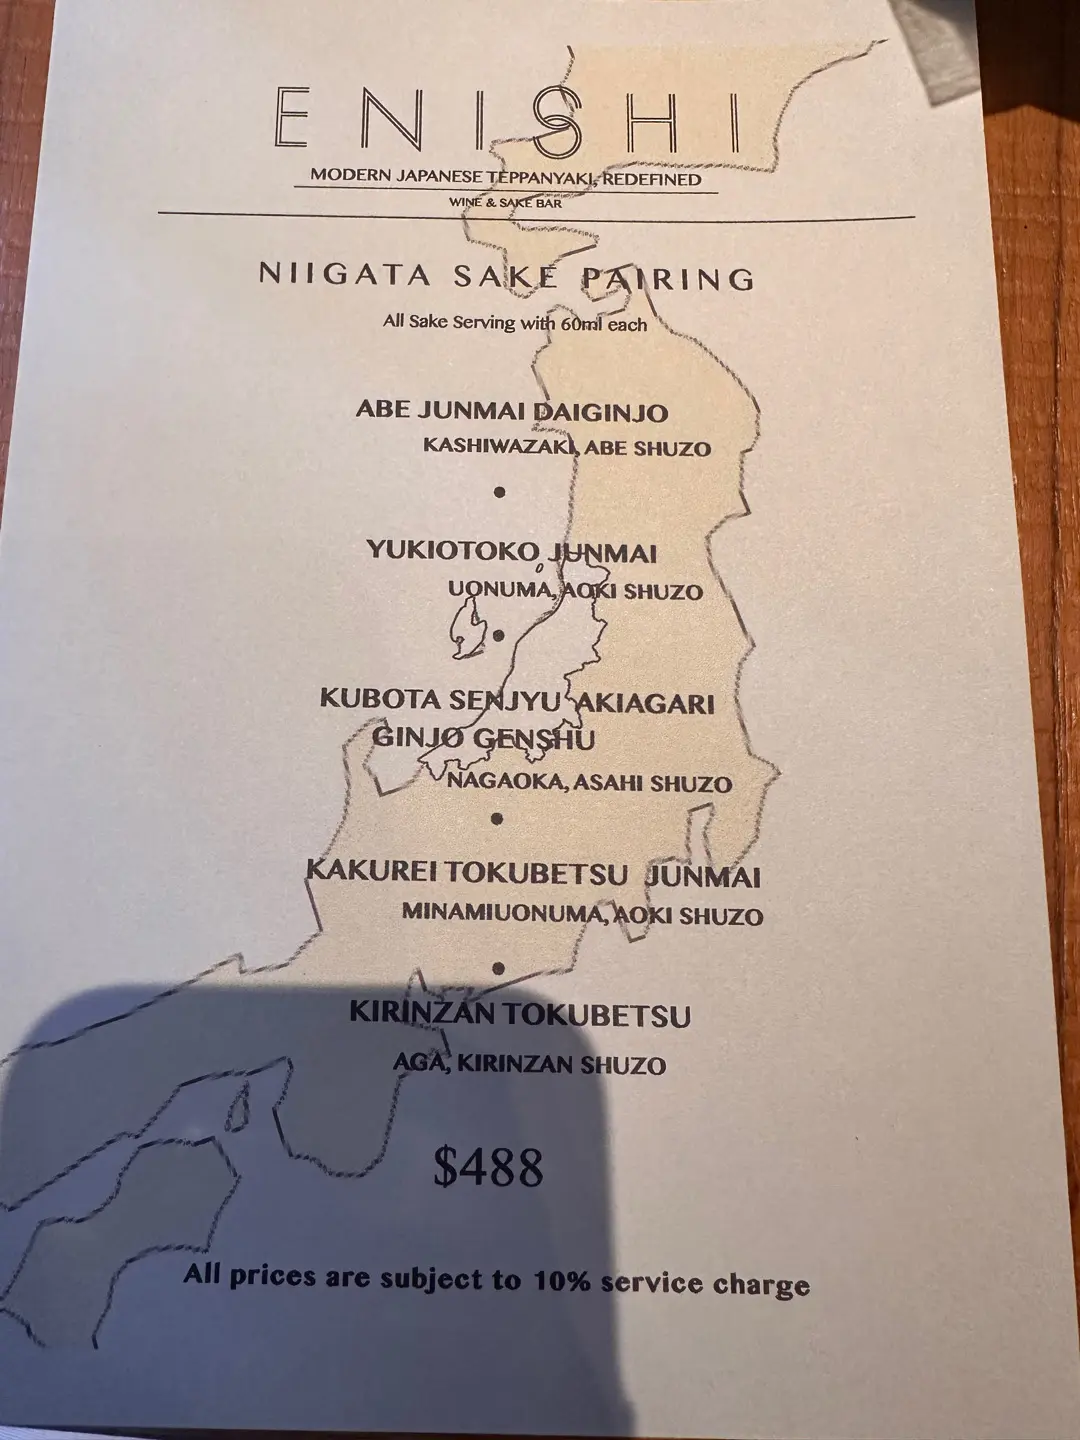 ENISHI
MODERN JAPANESE TEPPANYAKI, REDEFINED
WINE & SAKE BAR
NIIGATA SAKE PAIRING
All Sake Serving with 60ml each
ABE JUNMAI DAIGINJO
KASHIWAZAKI, ABE SHUZO
YUKIOTOKO JUNMAI
UONUMA, AOKI SHUZO
KUBOTA SENJYU AKIAGARI
GINJO GENSHU
NAGAOKA, ASAHI SHUZO
KAKUREI TOKUBETSU JUNMAI
MINAMIUONUMA, AOKI SHUZO
KIRINZAN TOKUBETSU
AGA, KIRINZAN SHUZO
$488
All prices are subject to 10% service charge